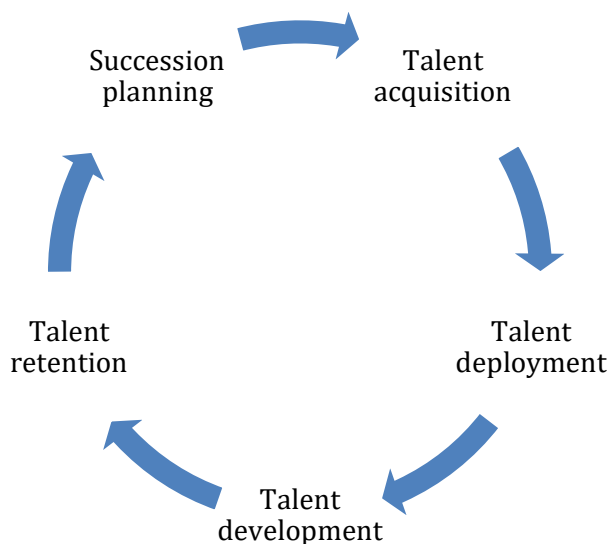 Succession
planning
Talent
acquisition
Talent
deployment
Talent
development
Talent
retention